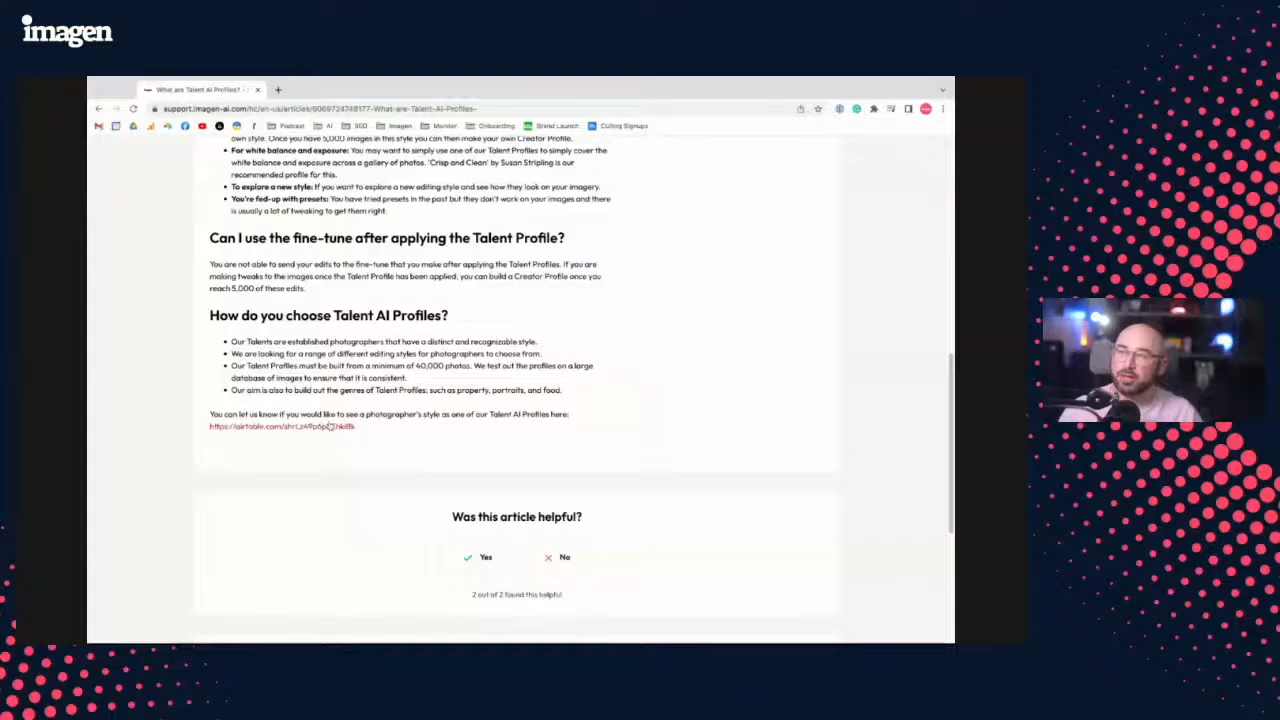 imagen
What are Talent AI Profiles?
support.imagen-ai.com/hc/en-us/articles/6069724748177-What-are-Talent-AI-Profiles-
Podcast AI SEO Imagen Monitor Onboarding Brand Launch Culling Signups
own style. Once you have 5,000 images in this style you can then make your own Creator Profile.
For white balance and exposure: You may want to simply use one of our Talent Profiles to simply cover the
white balance and exposure across a gallery of photos. 'Crisp and Clean' by Susan Stripling is our
recommended profile for this.
To explore a new style: If you want to explore a new editing style and see how they look on your imagery.
You're fed-up with presets: You have tried presets in the past but they don't work on your images and there
is usually a lot of tweaking to get them right.
Can I use the fine-tune after applying the Talent Profile?
You are not able to send your edits to the fine-tune that you make after applying the Talent Profiles. If you are
making tweaks to the images once the Talent Profile has been applied, you can build a Creator Profile once you
reach 5,000 of these edits.
How do you choose Talent AI Profiles?
Our Talents are established photographers that have a distinct and recognizable style.
We are looking for a range of different editing styles for photographers to choose from.
Our Talent Profiles must be built from a minimum of 40,000 photos. We test out the profiles on a large
database of images to ensure that it is consistent.
Our aim is also to build out the genres of Talent Profiles; such as property, portraits, and food.
You can let us know if you would like to see a photographer's style as one of our Talent AI Profiles here:
Was this article helpful?
Yes No
2 out of 2 found this helpful